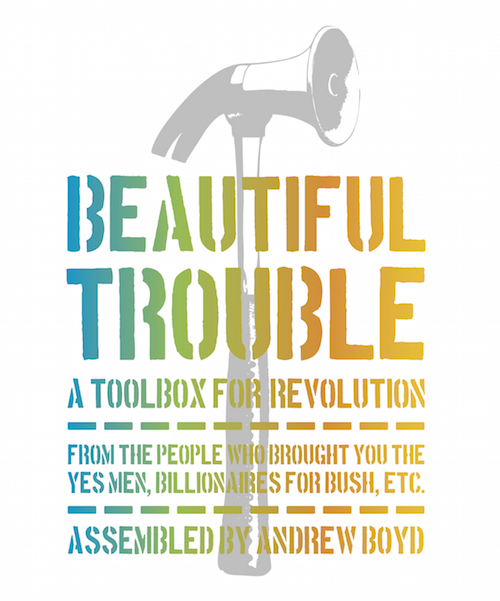 BEAUTIFUL
TROUBLE
A TOOLBOX FOR REVOLUTION
FROM THE PEOPLE WHO BROUGHT YOU THE
YES MEN, BILLIONAIRES FOR BUSH, ETC.
ASSEMBLED BY ANDREW BOYD